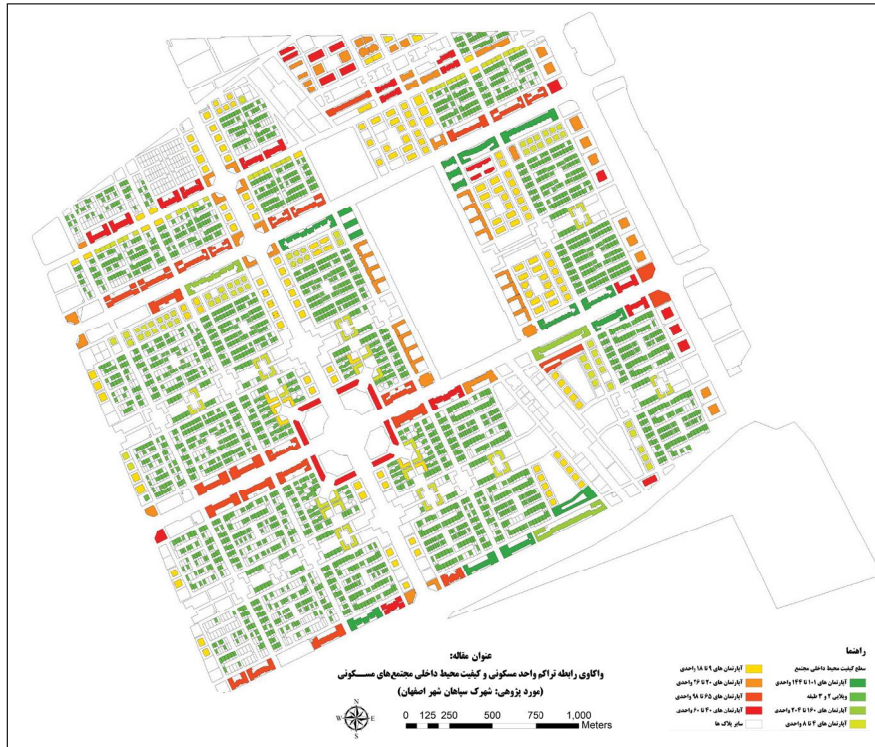 عنوان مقاله:
واکاوی رابطه تراکم واحد مسکونی و کیفیت محیط داخلی مجتمع‌های مســکونی
(مورد پژوهی: شهرک سپاهان شهر اصفهان)
N
W E
S
0 125 250 500 750 1,000
Meters
راهنما
سطح کیفیت محیط داخلی مجتمع
آپارتمان های ۱۰۱ تا ۱۴۴ واحدی
ویلایی ۲ و ۳ طبقه
آپارتمان های ۱۶۰ تا ۲۰۴ واحدی
آپارتمان های ۴ تا ۸ واحدی
آپارتمان های ۹ تا ۱۸ واحدی
آپارتمان های ۲۰ تا ۳۶ واحدی
آپارتمان های ۶۵ تا ۹۸ واحدی
آپارتمان های ۴۰ تا ۶۰ واحدی
سایر پلاک ها